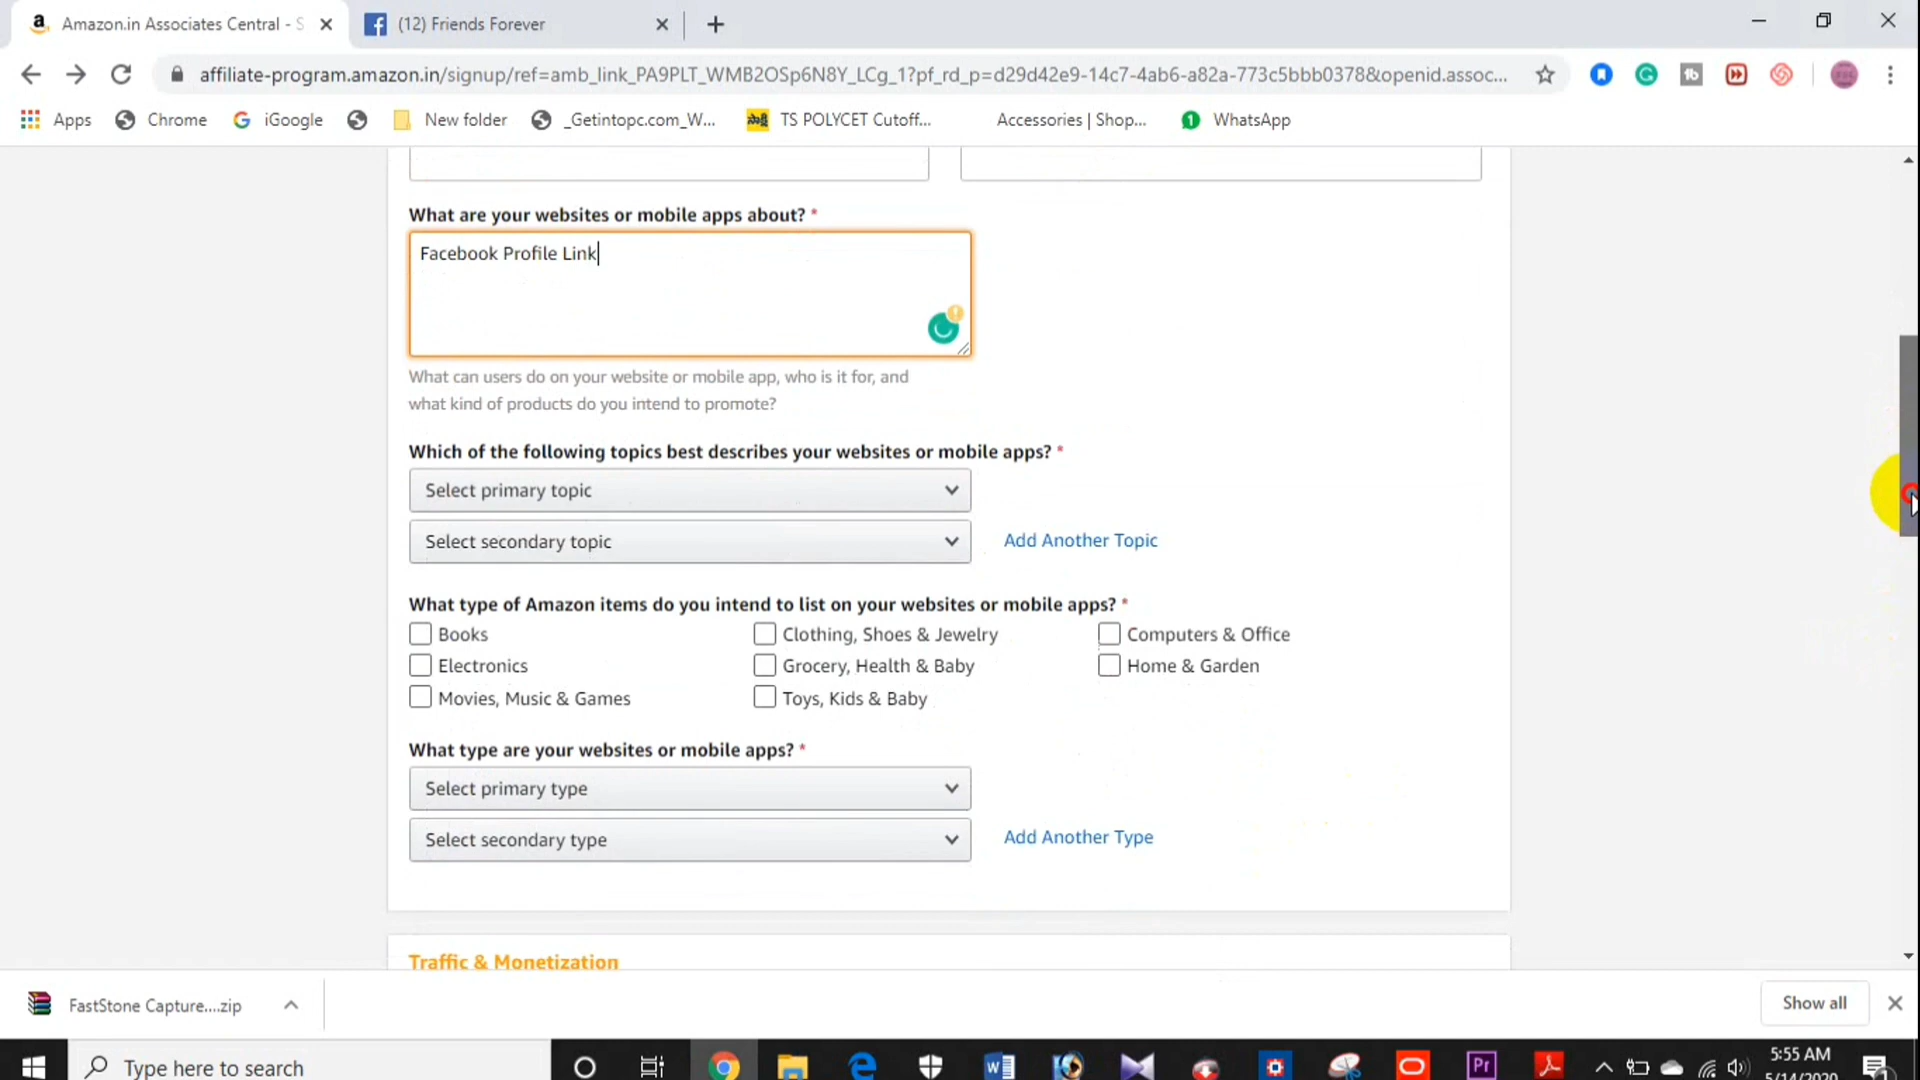 Amazon.in Associates Central - S
(12) Friends Forever
affiliate-program.amazon.in/signup/ref=amb_link_PA9PLT_WMB2OSp6N8Y_LCg_1?pf_rd_p=d29d42e9-14c7-4ab6-a82a-773c5bbb0378&openid.assoc...
Apps
Chrome
iGoogle
New folder
_Getintopc.com_W...
TS POLYCET Cutoff...
Accessories | Shop...
WhatsApp
What are your websites or mobile apps about? *
Facebook Profile Link
What can users do on your website or mobile app, who is it for, and
what kind of products do you intend to promote?
Which of the following topics best describes your websites or mobile apps? *
Select primary topic
Select secondary topic
Add Another Topic
What type of Amazon items do you intend to list on your websites or mobile apps? *
Books
Clothing, Shoes & Jewelry
Computers & Office
Electronics
Grocery, Health & Baby
Home & Garden
Movies, Music & Games
Toys, Kids & Baby
What type are your websites or mobile apps? *
Select primary type
Select secondary type
Add Another Type
Traffic & Monetization
FastStone Capture....zip
Show all
Type here to search
5:55 AM
5/14/2020